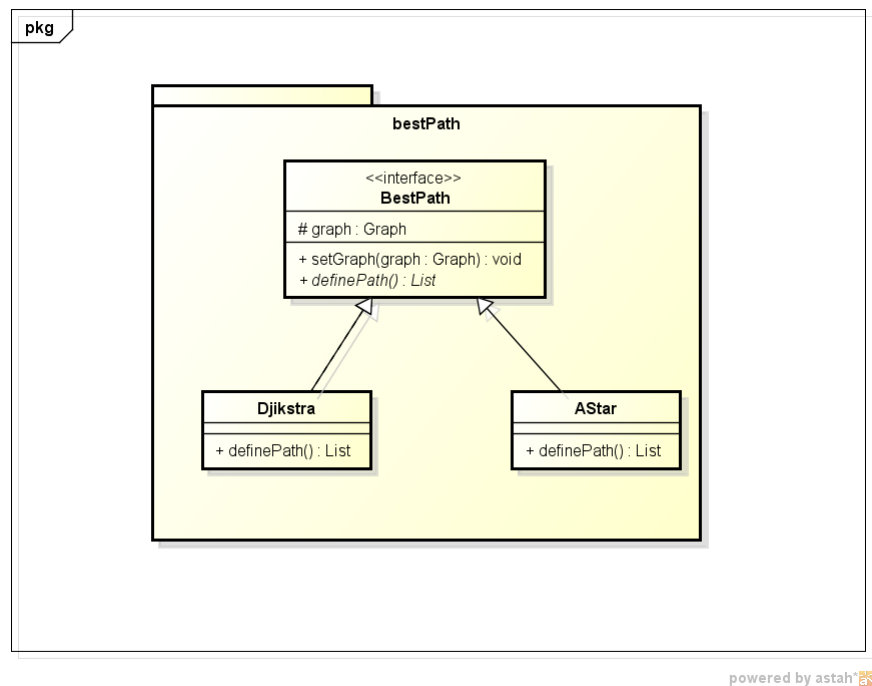 pkg
bestPath
<<interface>>
BestPath
# graph : Graph
+ setGraph(graph : Graph) : void
+ definePath() : List
Djikstra
+ definePath() : List
AStar
+ definePath() : List
powered by astah*